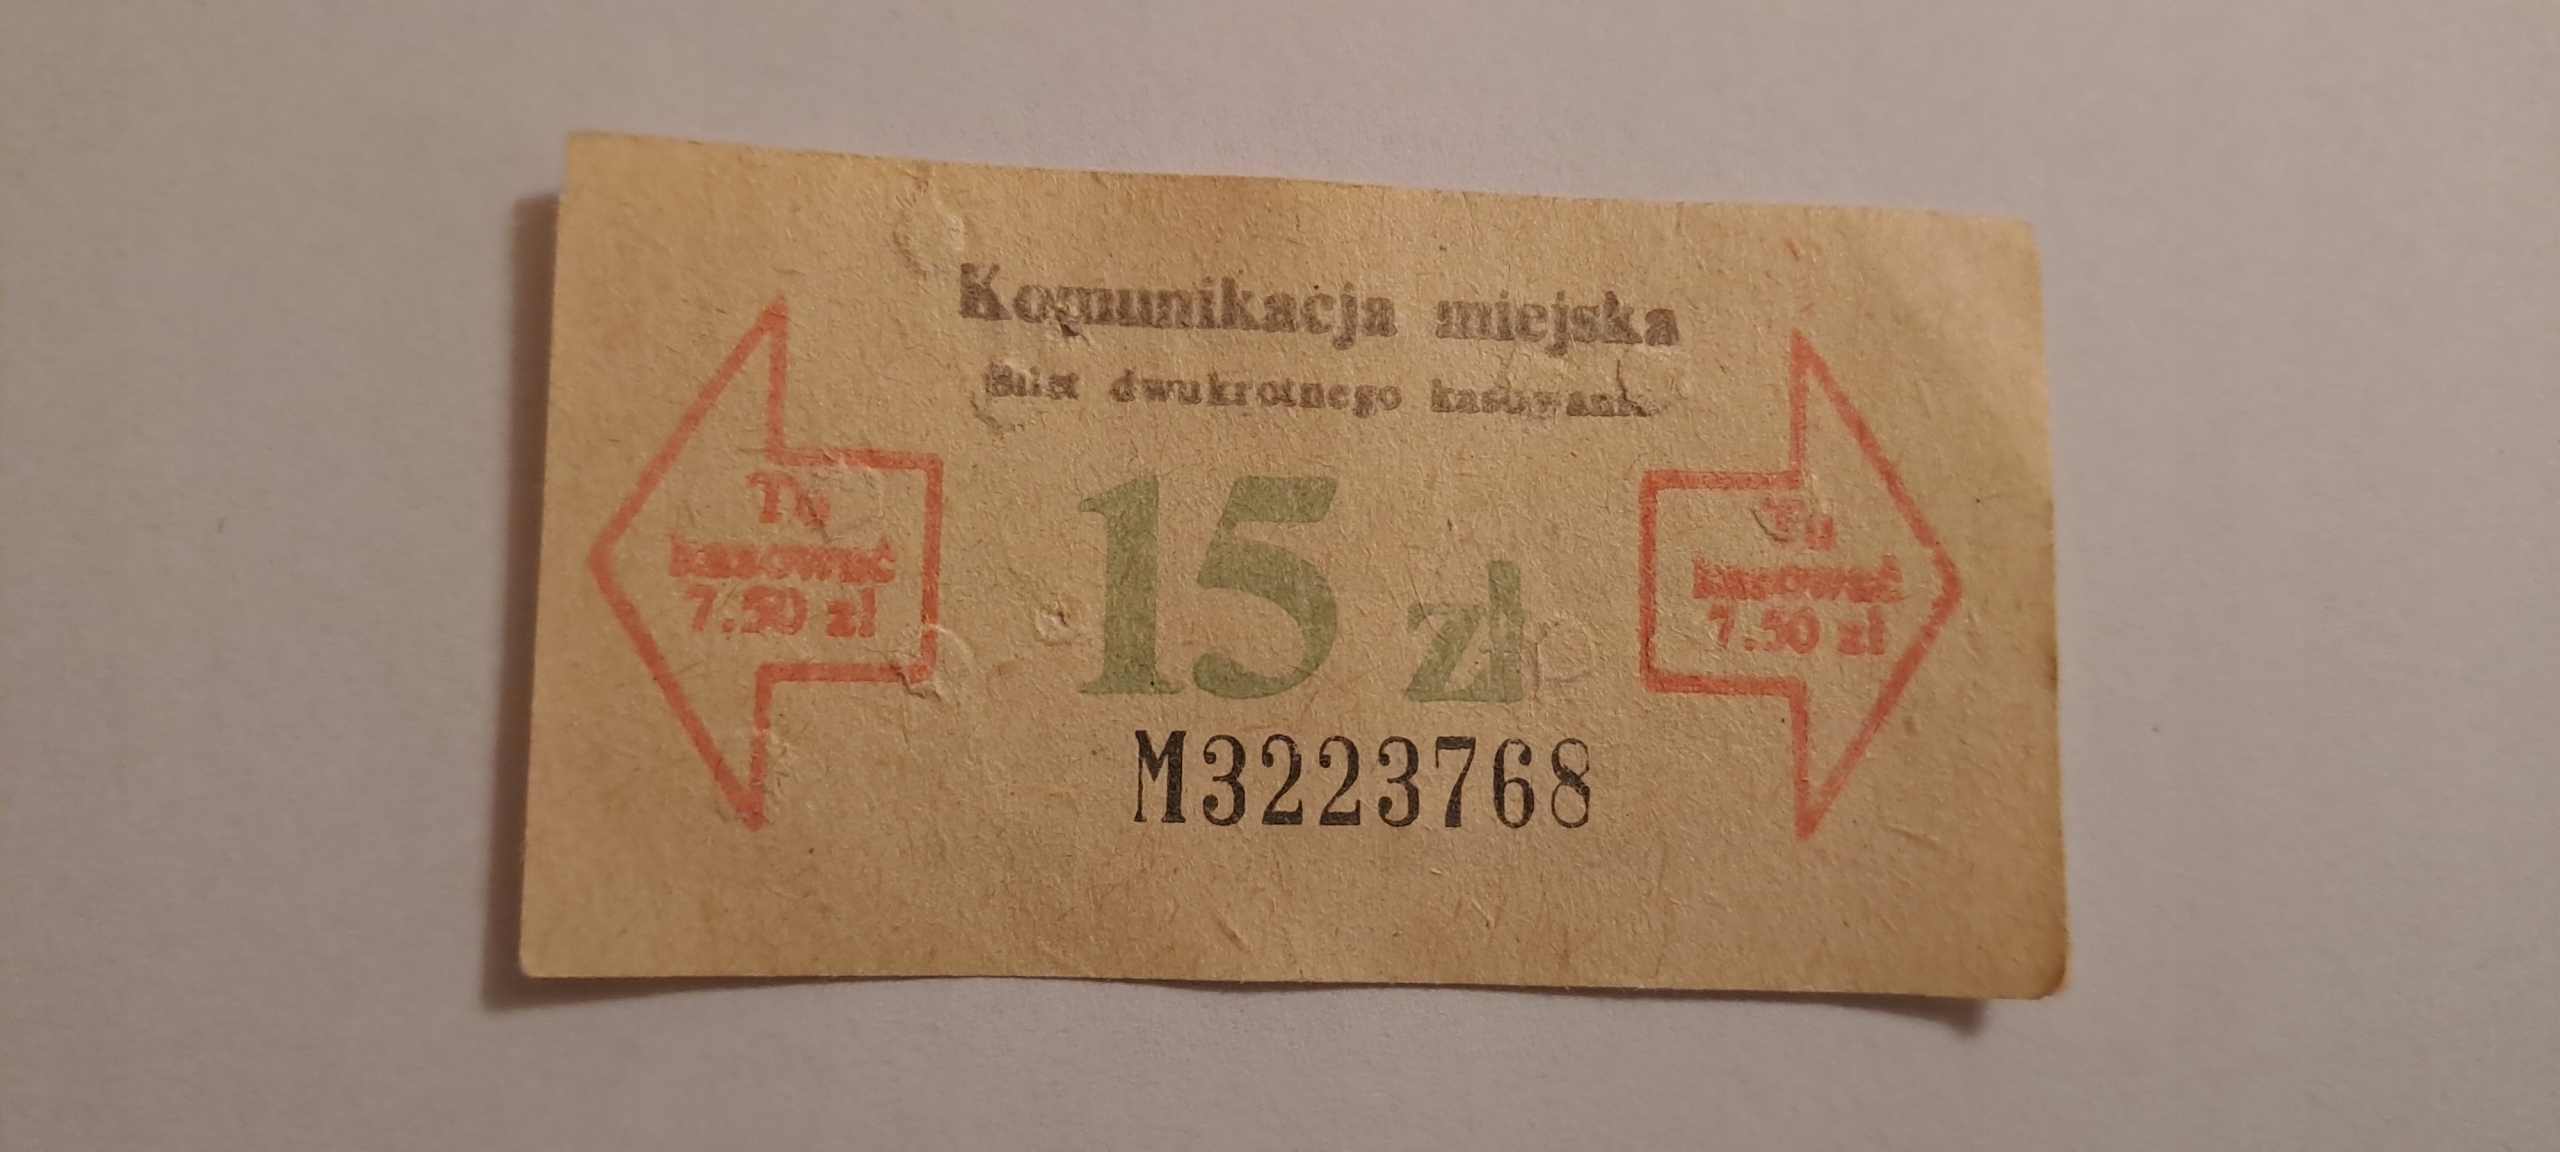 Komunikacja miejska
Bilet dwukrotnego kasowania
Tu
kasować
7.50 zł
15 zł
Tu
kasować
7.50 zł
M3223768